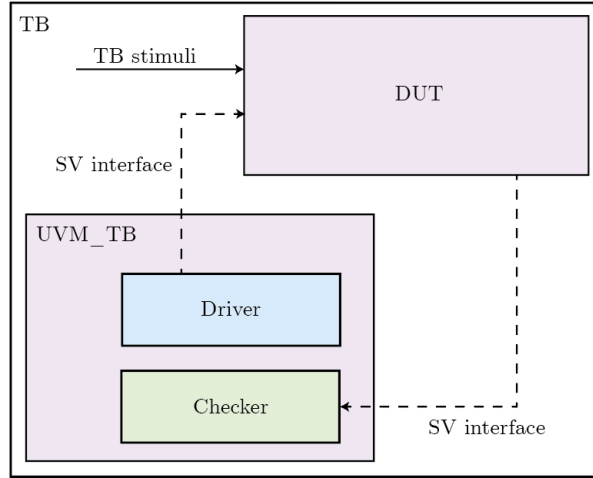 TB
TB stimuli
DUT
SV interface
UVM_TB
Driver
Checker
SV interface